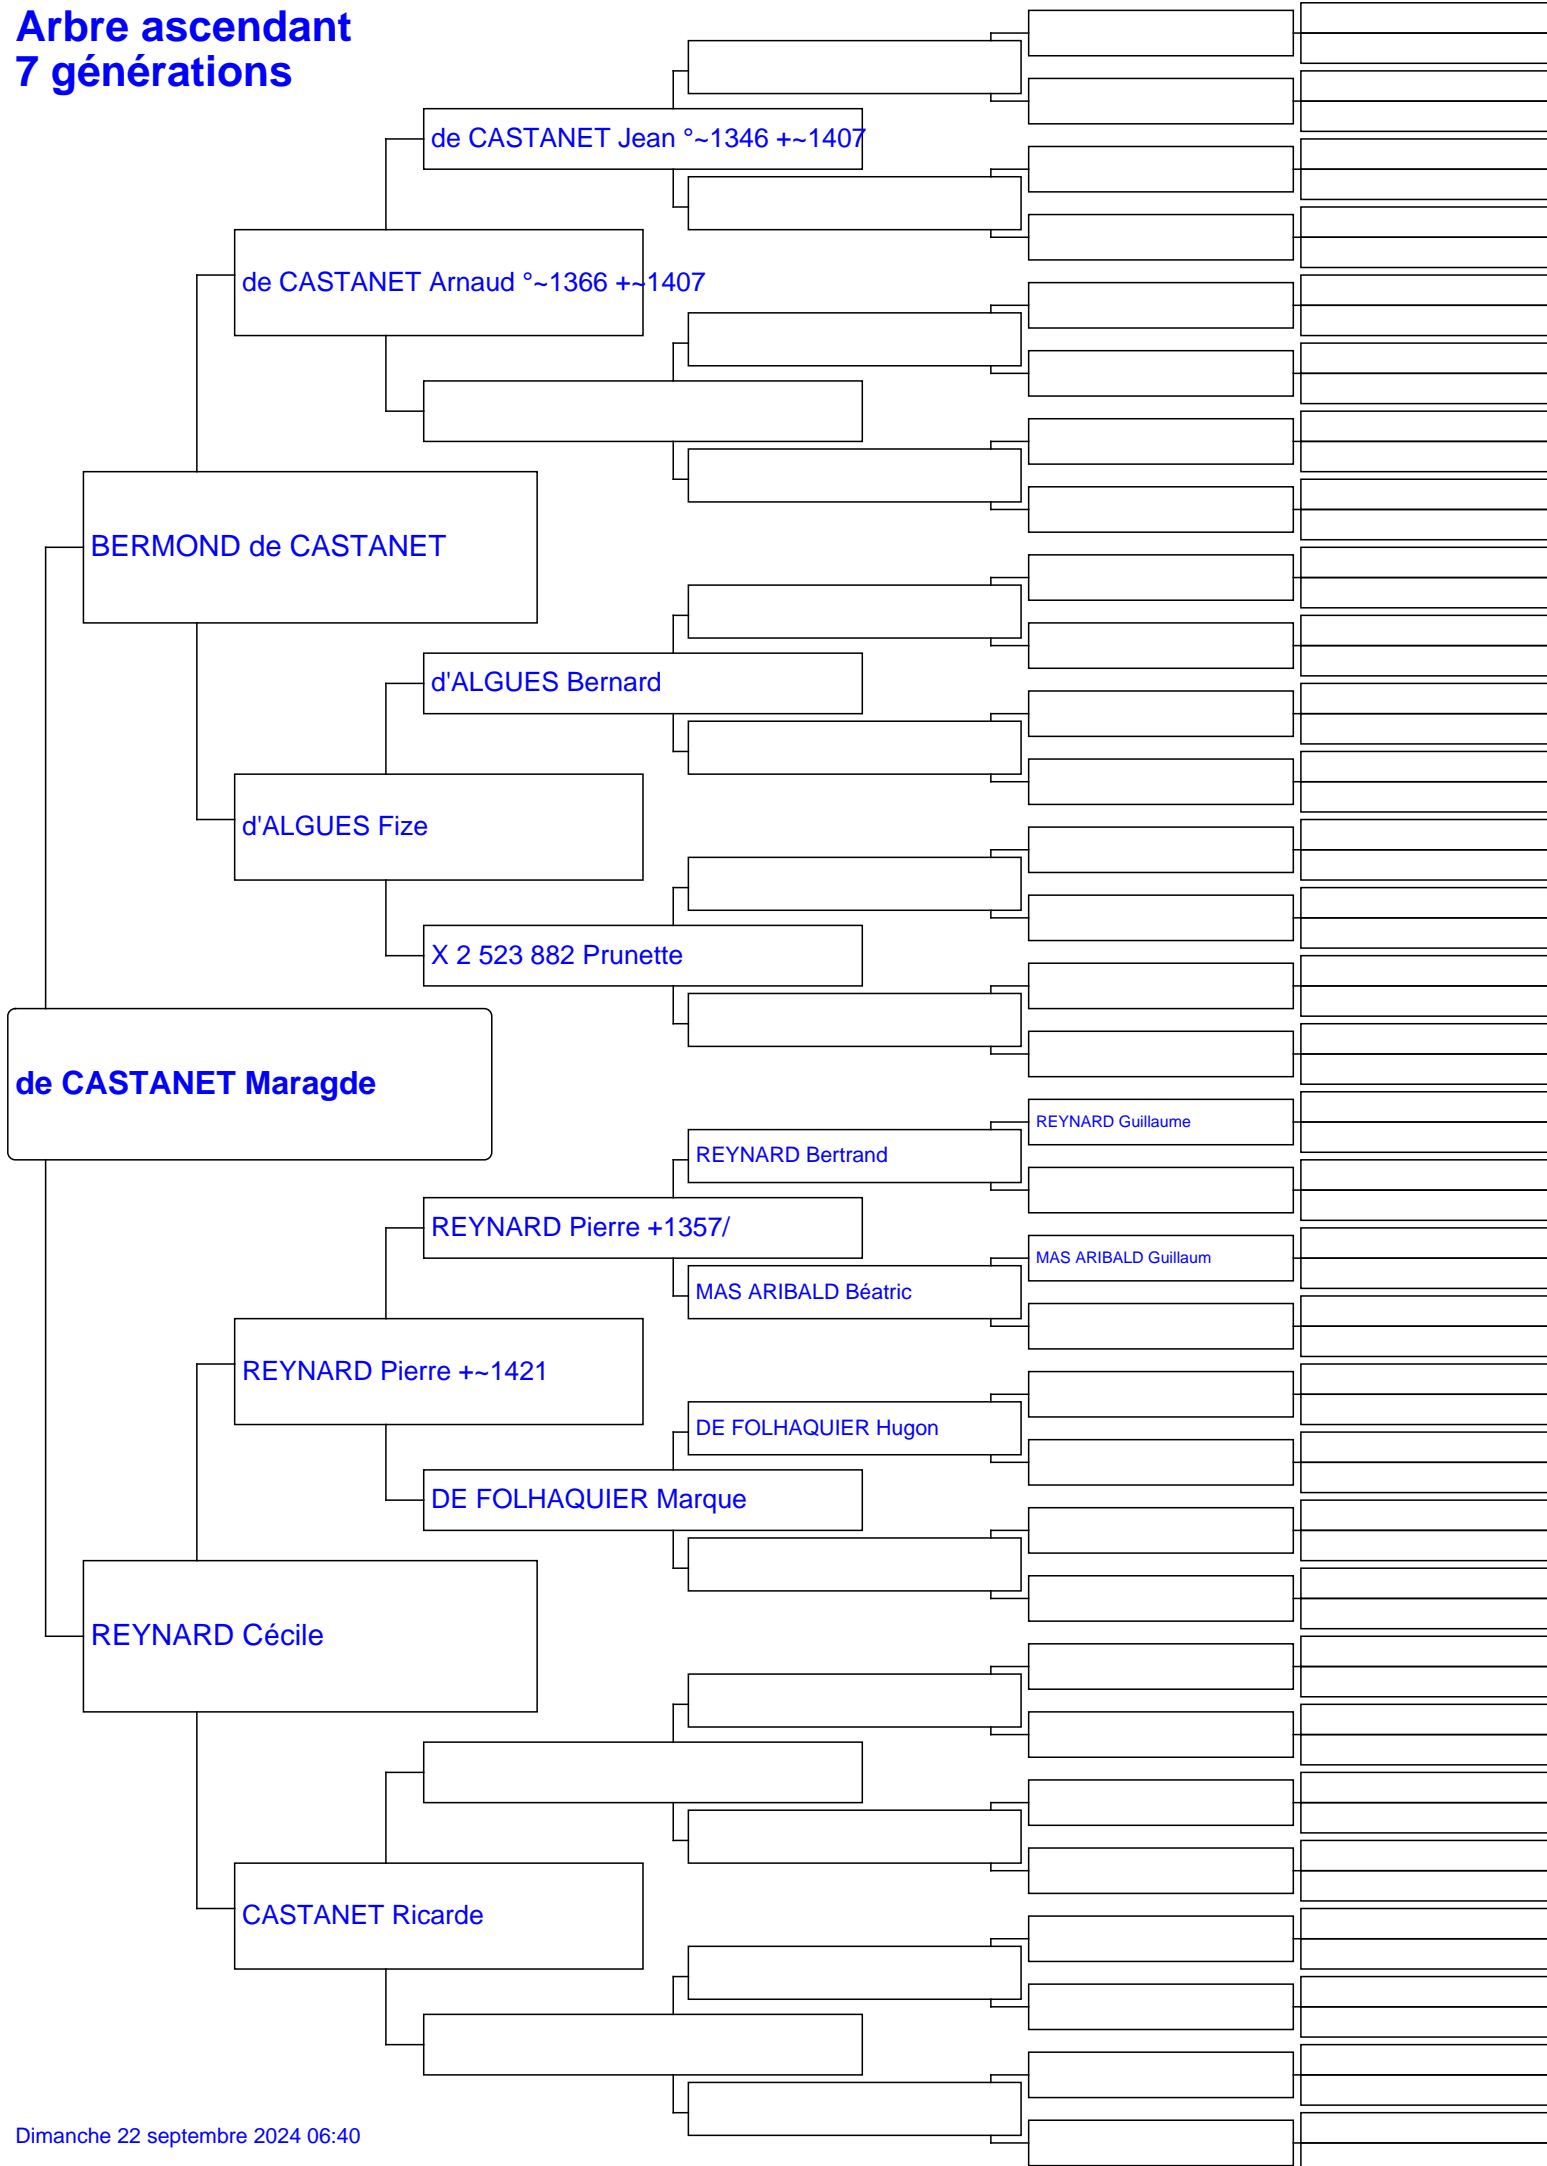 Arbre ascendant
7 générations
de CASTANET Jean °~1346 +~1407
de CASTANET Arnaud °~1366 +~1407
BERMOND de CASTANET
d'ALGUES Bernard
d'ALGUES Fize
X 2 523 882 Prunette
de CASTANET Maragde
REYNARD Guillaume
REYNARD Bertrand
REYNARD Pierre +1357/
MAS ARIBALD Guillaum
MAS ARIBALD Béatric
REYNARD Pierre +~1421
DE FOLHAQUIER Hugon
DE FOLHAQUIER Marque
REYNARD Cécile
CASTANET Ricarde
Dimanche 22 septembre 2024 06:40